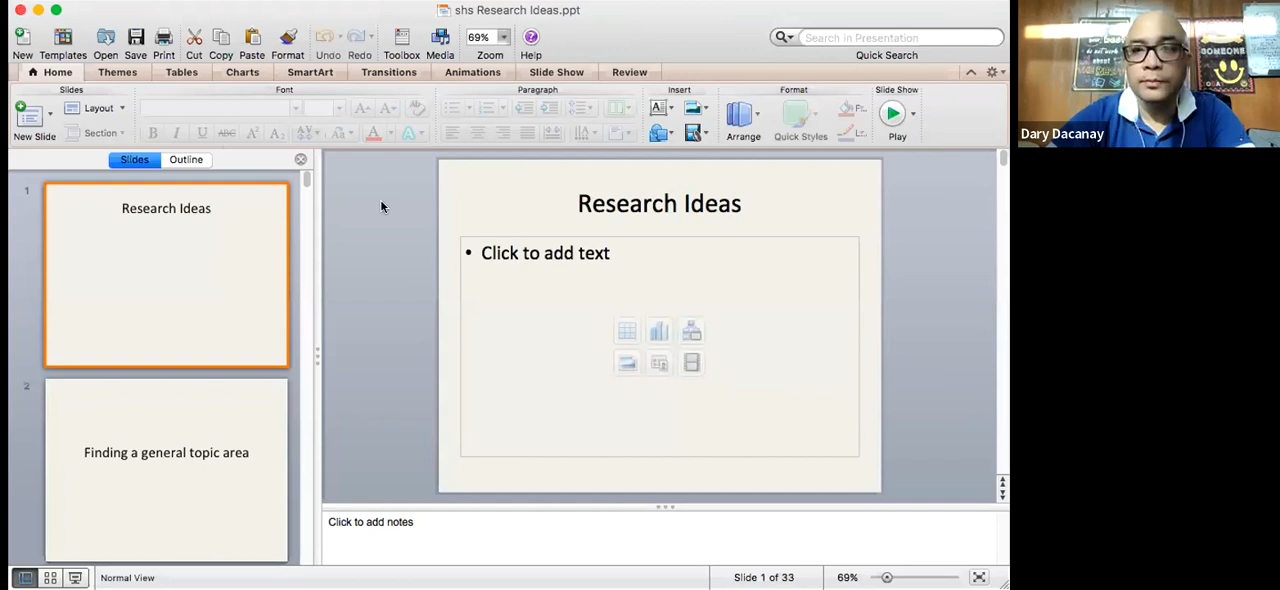 shs Research Ideas.ppt
New Templates Open Save Print Cut Copy Paste Format Undo Redo Toolbox Media Zoom Help
69%
Search in Presentation
Quick Search
Home Themes Tables Charts SmartArt Transitions Animations Slide Show Review
Slides Font Paragraph Insert Format Slide Show
Layout
Section
New Slide
Arrange Quick Styles Play
Slides Outline
1
Research Ideas
2
Finding a general topic area
Research Ideas
• Click to add text
Click to add notes
Normal View
Slide 1 of 33
69%
Dary Dacanay
SOMEONE